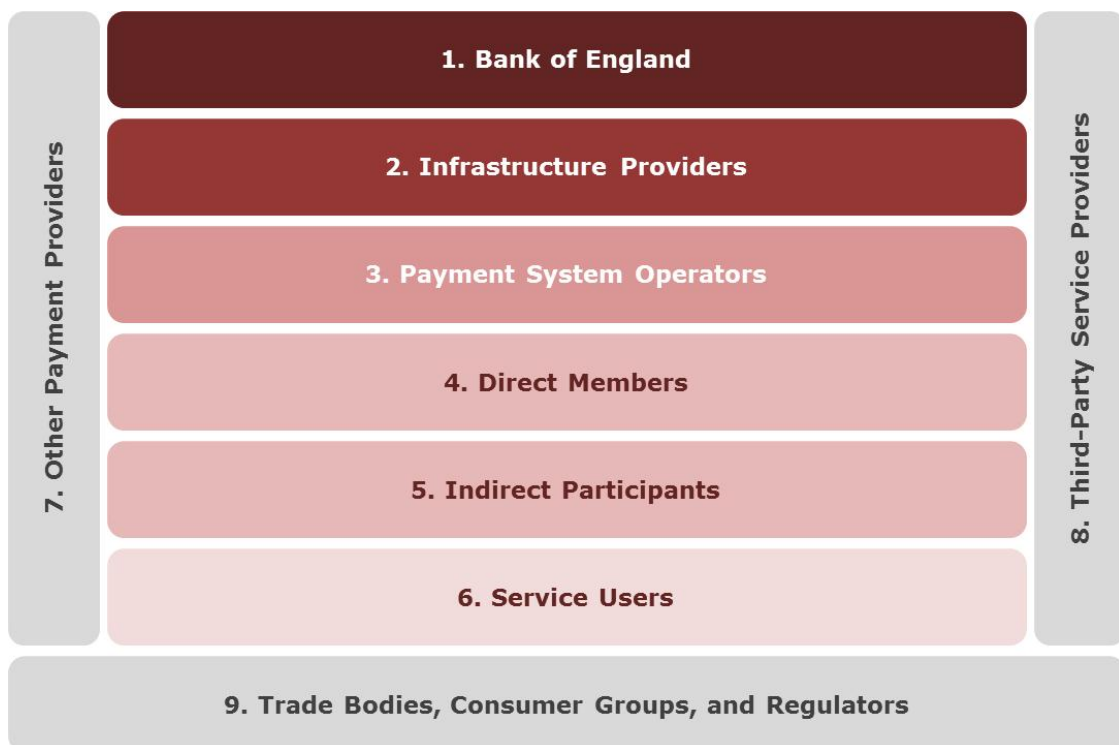 1. Bank of England
2. Infrastructure Providers
3. Payment System Operators
4. Direct Members
5. Indirect Participants
6. Service Users
7. Other Payment Providers
8. Third-Party Service Providers
9. Trade Bodies, Consumer Groups, and Regulators